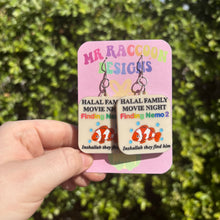 MR RACCOON
DESIGNS
HALAL FAMILY
MOVIE NIGHT
Finding Nemo 2
Inshallah they find him
HALAL FAMILY
MOVIE NIGHT
Finding Nemo 2
Inshallah they find him